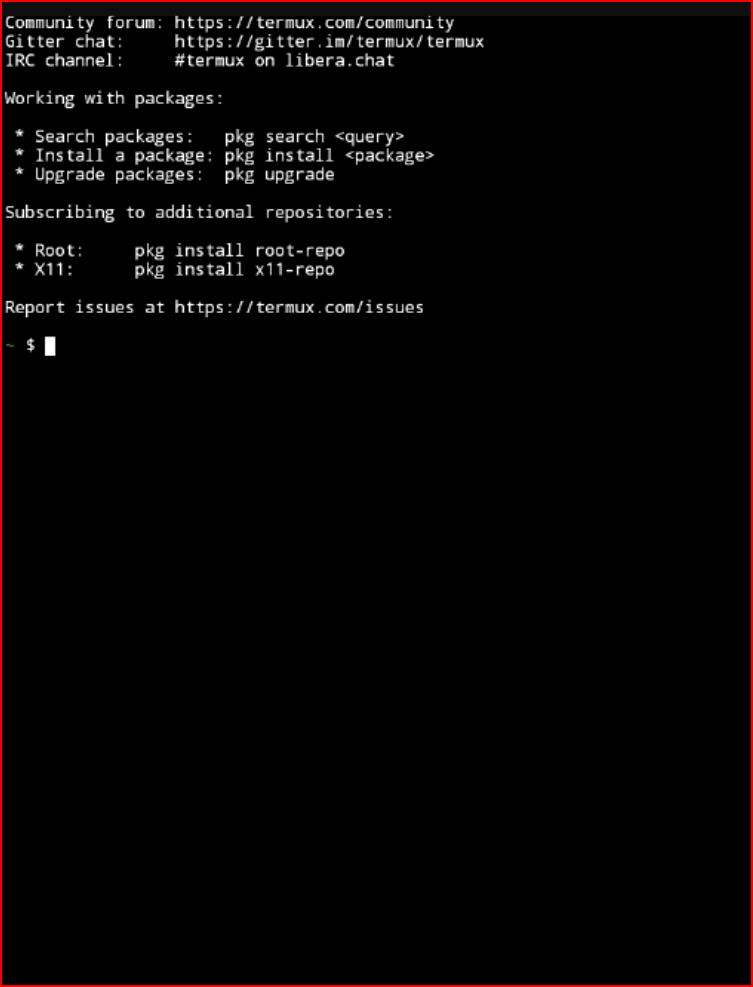 Community forum: https://termux.com/community
Gitter chat:     https://gitter.im/termux/termux
IRC channel:     #termux on libera.chat

Working with packages:

 * Search packages:   pkg search <query>
 * Install a package: pkg install <package>
 * Upgrade packages:  pkg upgrade

Subscribing to additional repositories:

 * Root:     pkg install root-repo
 * X11:      pkg install x11-repo

Report issues at https://termux.com/issues

~ $